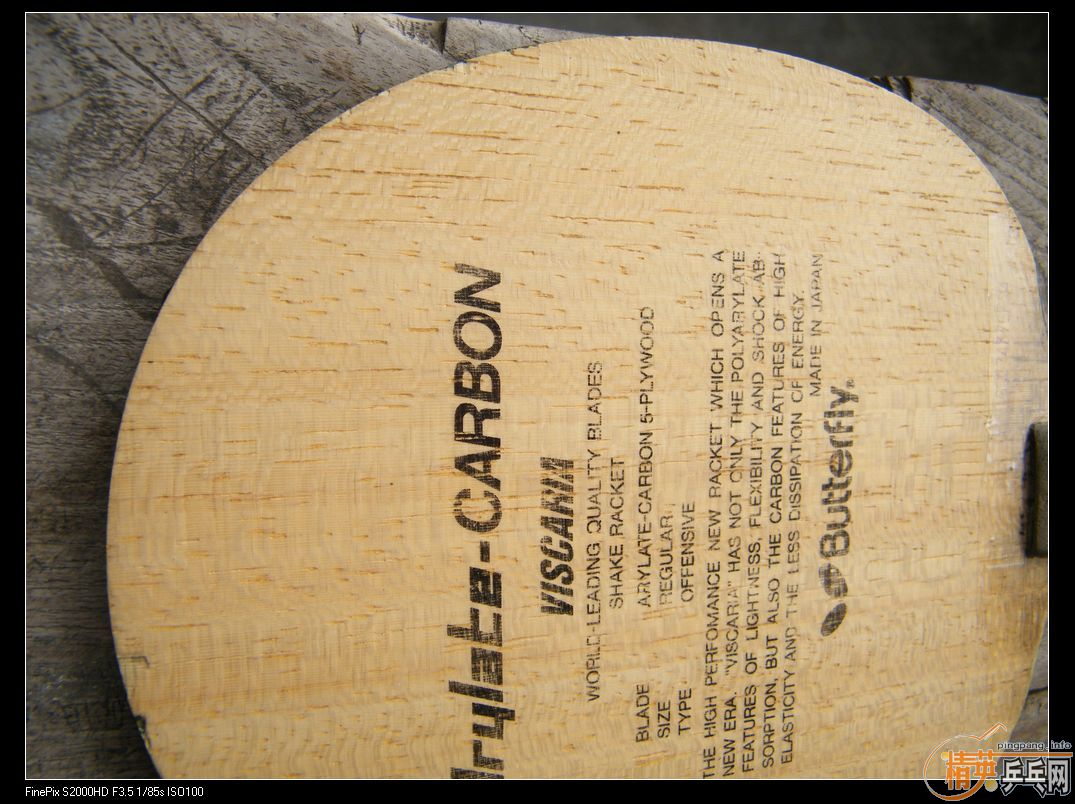 Arylate-CARBON
VISCARIA
WORLD-LEADING QUALITY BLADES
SHAKE RACKET
BLADE ARYLATE-CARBON 5-PLYWOOD
SIZE REGULAR
TYPE OFFENSIVE
THE HIGH PERFOMANCE NEW RACKET WHICH OPENS A
NEW ERA. "VISCARIA" HAS NOT ONLY THE POLYARYLATE
FEATURES OF LIGHTNESS, FLEXIBILITY AND SHOCK AB-
SORPTION, BUT ALSO THE CARBON FEATURES OF HIGH
ELASTICITY AND THE LESS DISSIPATION OF ENERGY.
MADE IN JAPAN
Butterfly®
FinePix S2000HD F3.5 1/85s ISO100
pingpang.info
精英乒乓网